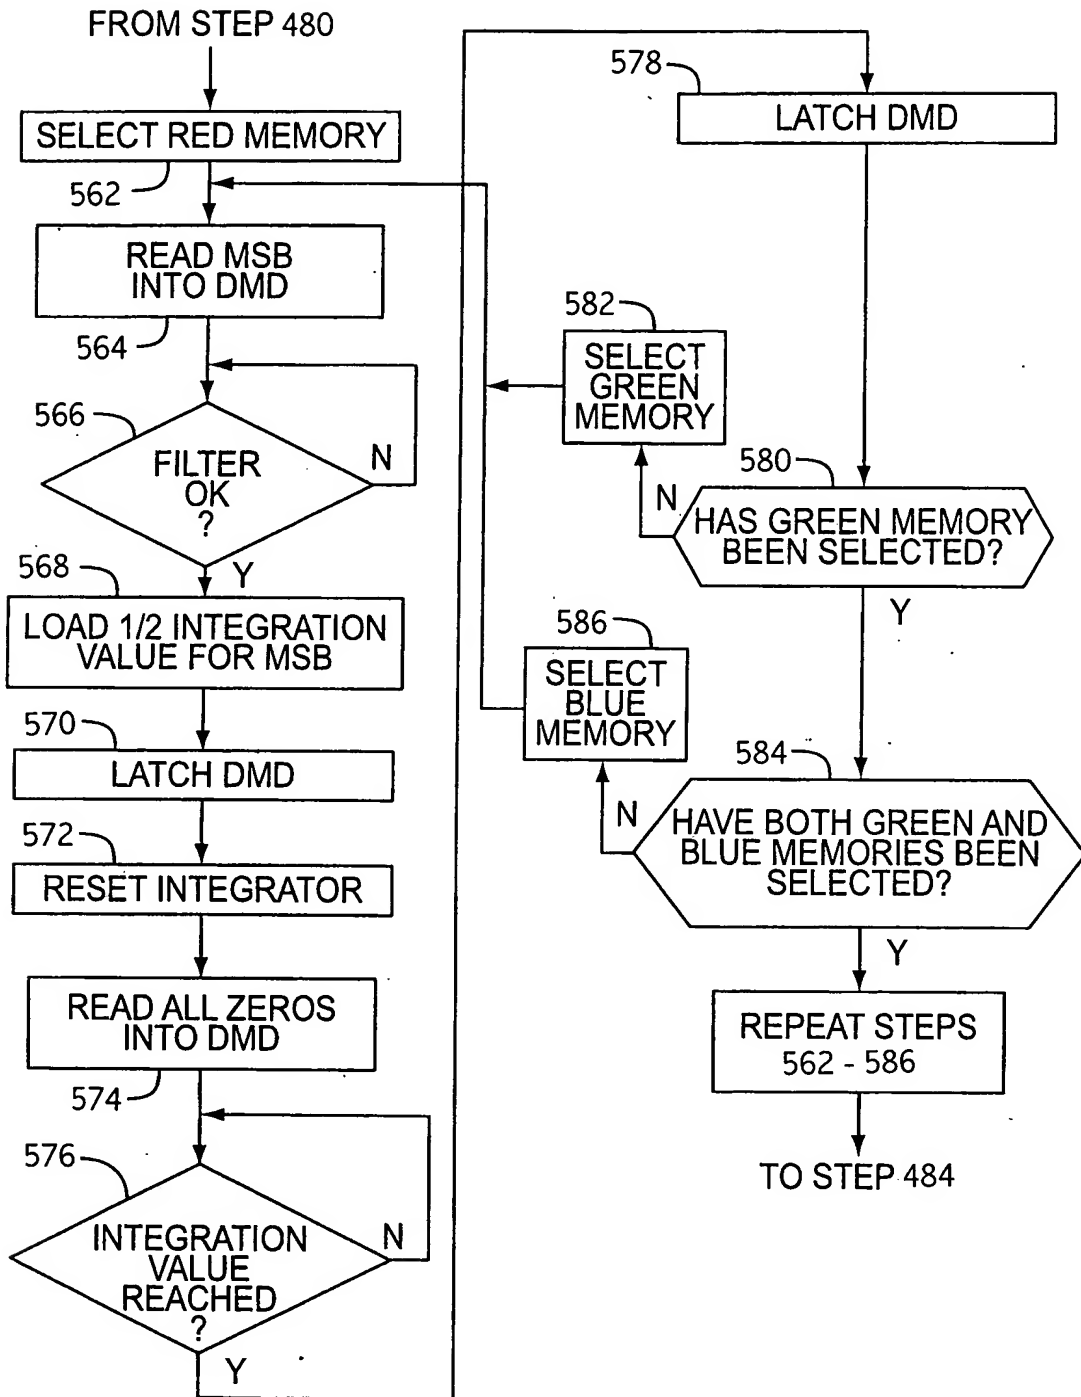 FROM STEP 480
SELECT RED MEMORY
562
READ MSB
INTO DMD
564
566
FILTER
OK
?
N
Y
568
LOAD 1/2 INTEGRATION
VALUE FOR MSB
570
LATCH DMD
572
RESET INTEGRATOR
READ ALL ZEROS
INTO DMD
574
576
INTEGRATION
VALUE
REACHED
?
N
Y
578
LATCH DMD
582
SELECT
GREEN
MEMORY
580
N
HAS GREEN MEMORY
BEEN SELECTED?
Y
586
SELECT
BLUE
MEMORY
584
N
HAVE BOTH GREEN AND
BLUE MEMORIES BEEN
SELECTED?
Y
REPEAT STEPS
562 - 586
TO STEP 484